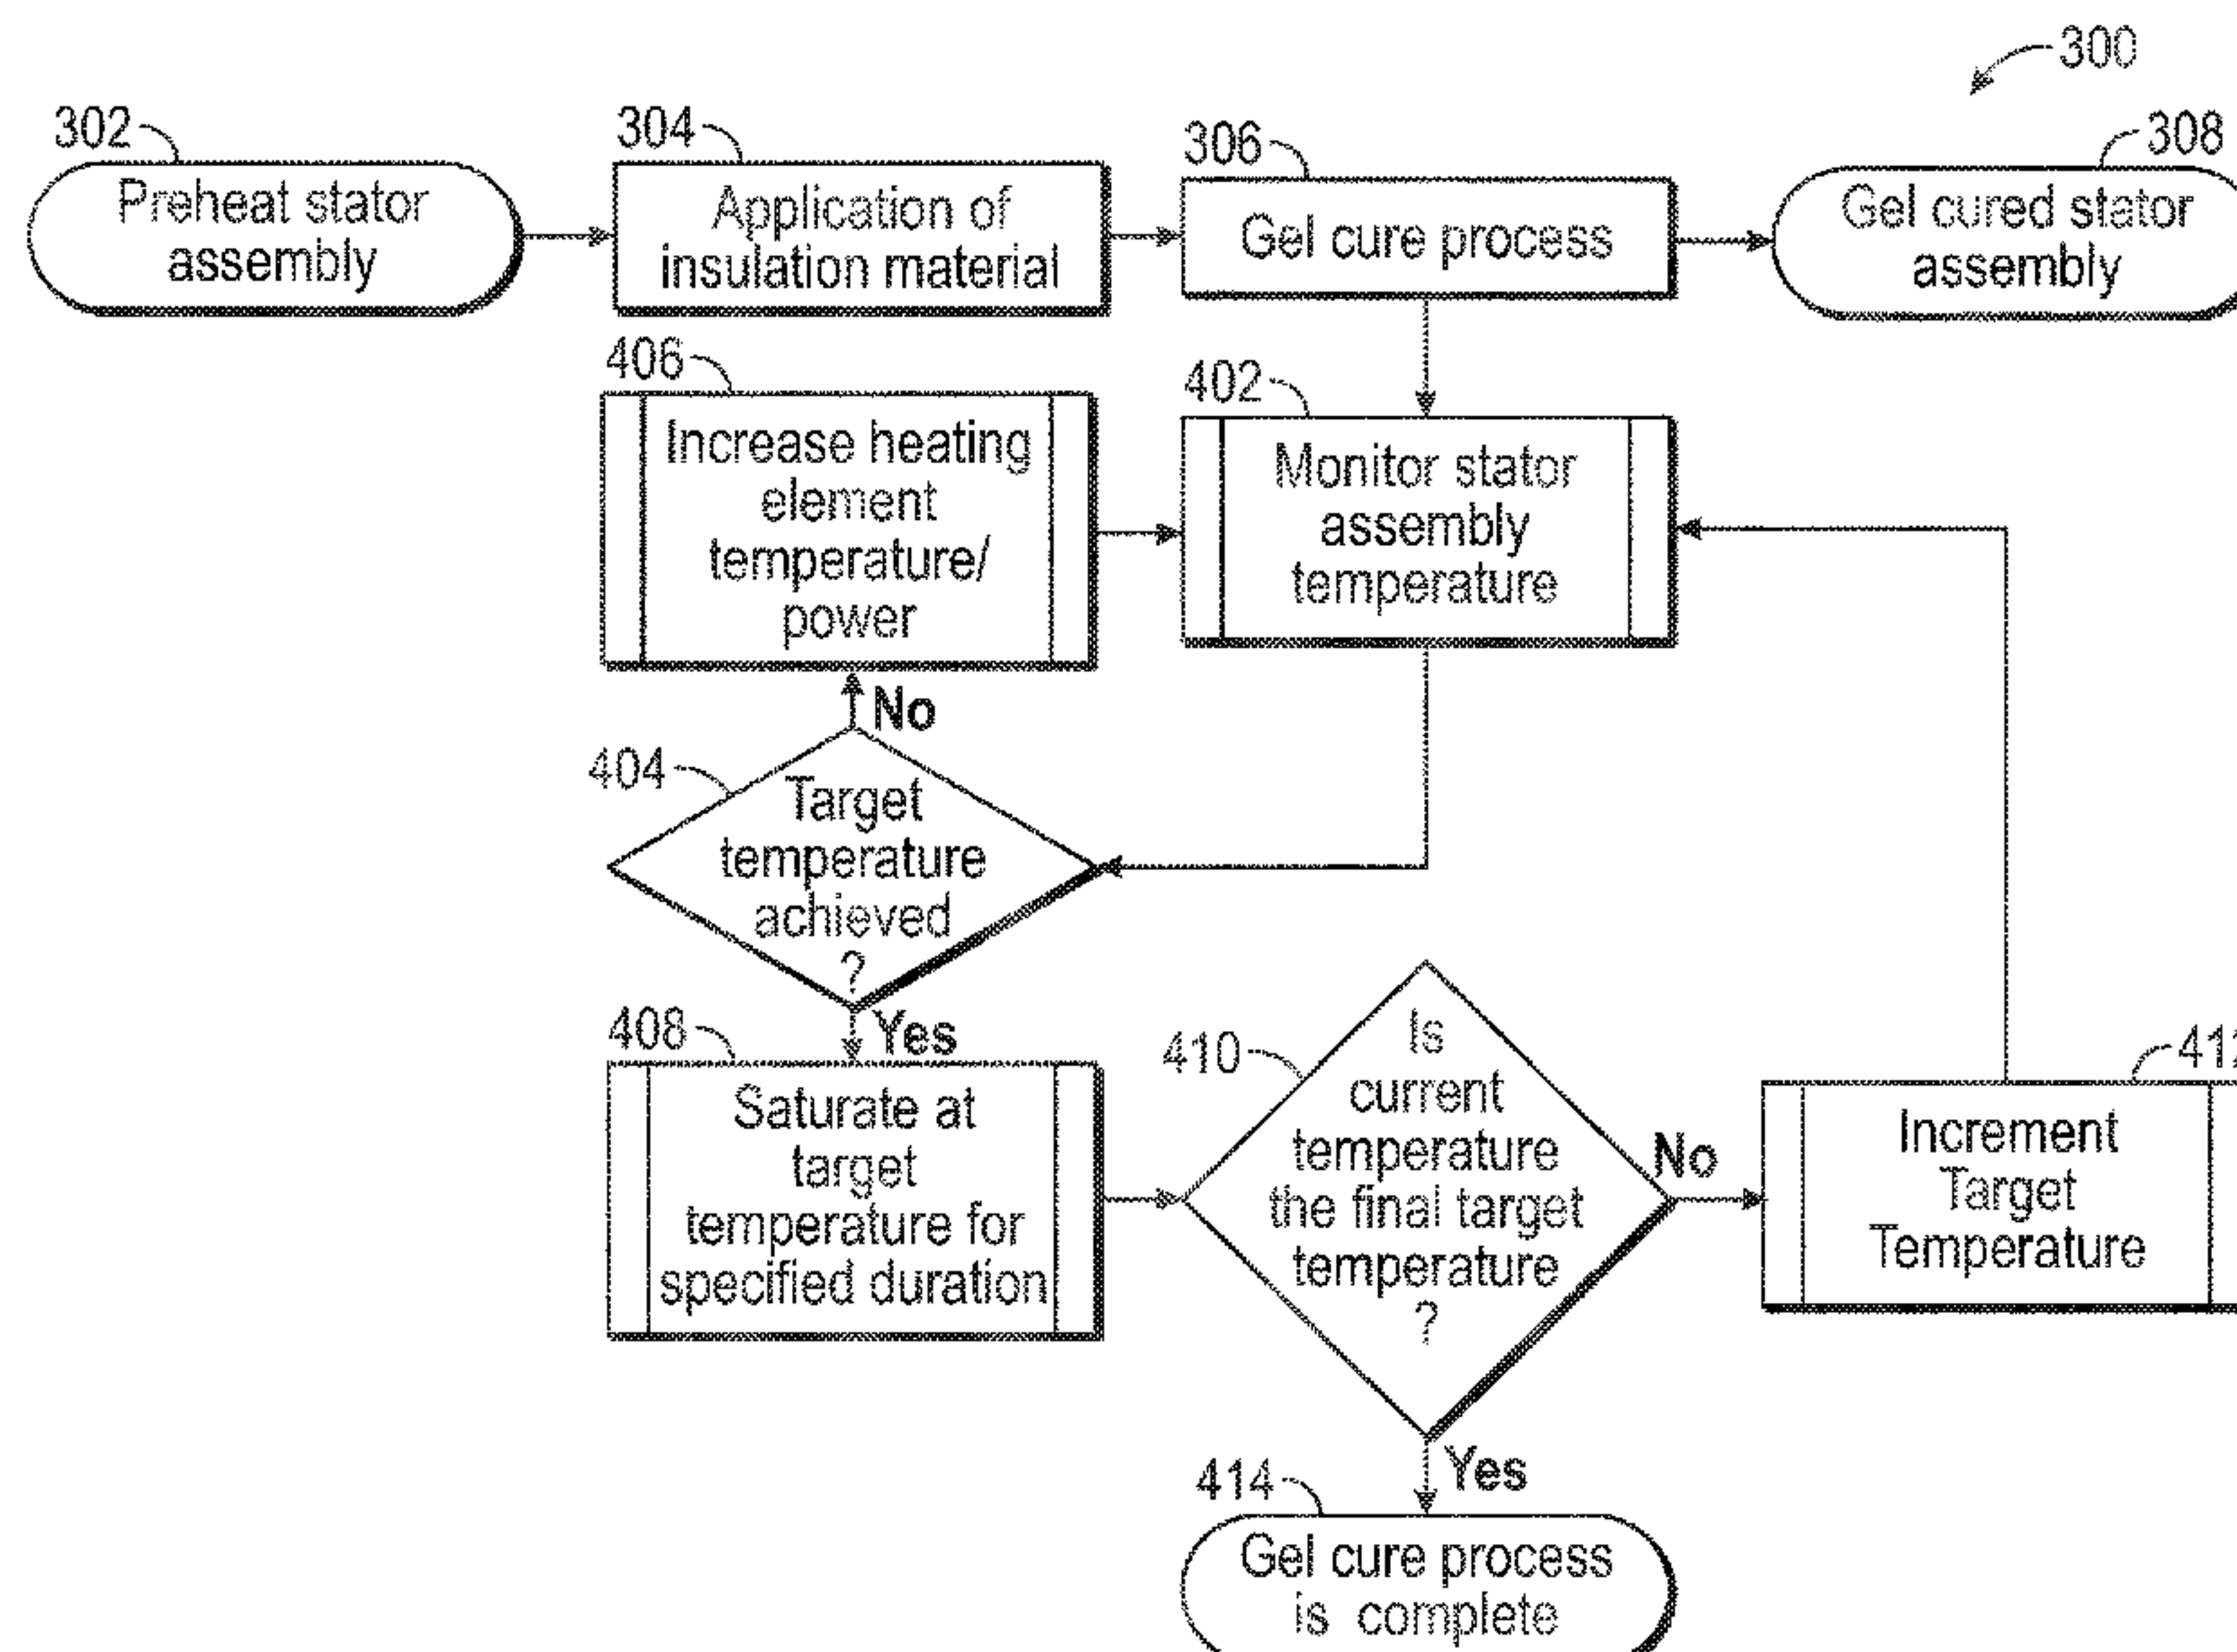 300
302
Preheat stator
assembly
304
Application of
insulation material
306
Gel cure process
308
Gel cured stator
assembly
406
Increase heating
element
temperature/
power
402
Monitor stator
assembly
temperature
No
404
Target
temperature
achieved
?
Yes
408
Saturate at
target
temperature for
specified duration
410
Is
current
temperature
the final target
temperature
?
No
Increment
Target
Temperature
Yes
414
Gel cure process
is complete